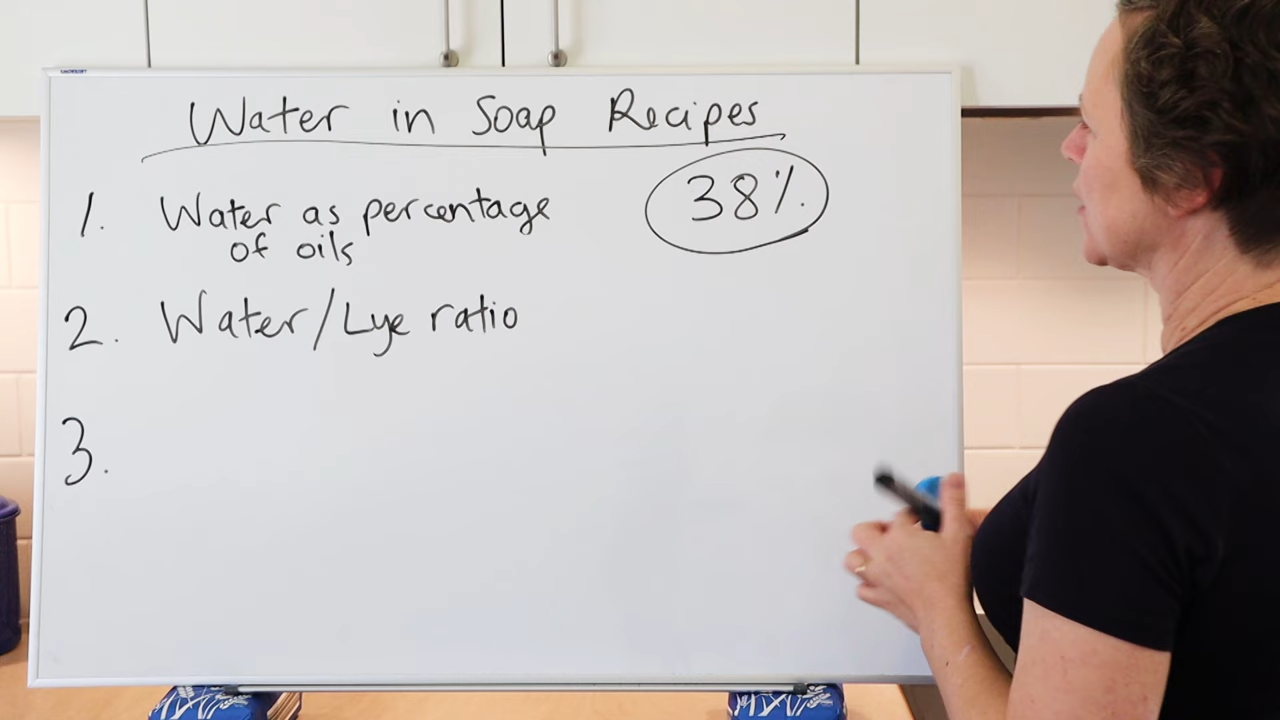 Water in Soap Recipes
1. Water as percentage 38%
of oils
2. Water/Lye ratio
3.